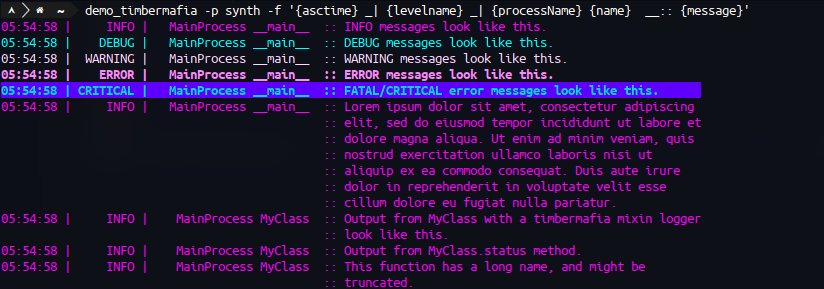 ~ demo_timbermafia -p synth -f '{asctime} _| {levelname} _| {processName} {name}  __:: {message}'
05:54:58 |     INFO |    MainProcess __main__  :: INFO messages look like this.
05:54:58 |    DEBUG |    MainProcess __main__  :: DEBUG messages look like this.
05:54:58 |  WARNING |    MainProcess __main__  :: WARNING messages look like this.
05:54:58 |    ERROR |    MainProcess __main__  :: ERROR messages look like this.
05:54:58 | CRITICAL |    MainProcess __main__  :: FATAL/CRITICAL error messages look like this.
05:54:58 |     INFO |    MainProcess __main__  :: Lorem ipsum dolor sit amet, consectetur adipiscing
:: elit, sed do eiusmod tempor incididunt ut labore et
:: dolore magna aliqua. Ut enim ad minim veniam, quis
:: nostrud exercitation ullamco laboris nisi ut
:: aliquip ex ea commodo consequat. Duis aute irure
:: dolor in reprehenderit in voluptate velit esse
:: cillum dolore eu fugiat nulla pariatur.
05:54:58 |     INFO |     MainProcess MyClass  :: Output from MyClass with a timbermafia mixin logger
:: look like this.
05:54:58 |     INFO |     MainProcess MyClass  :: Output from MyClass.status method.
05:54:58 |     INFO |     MainProcess MyClass  :: This function has a long name, and might be
:: truncated.